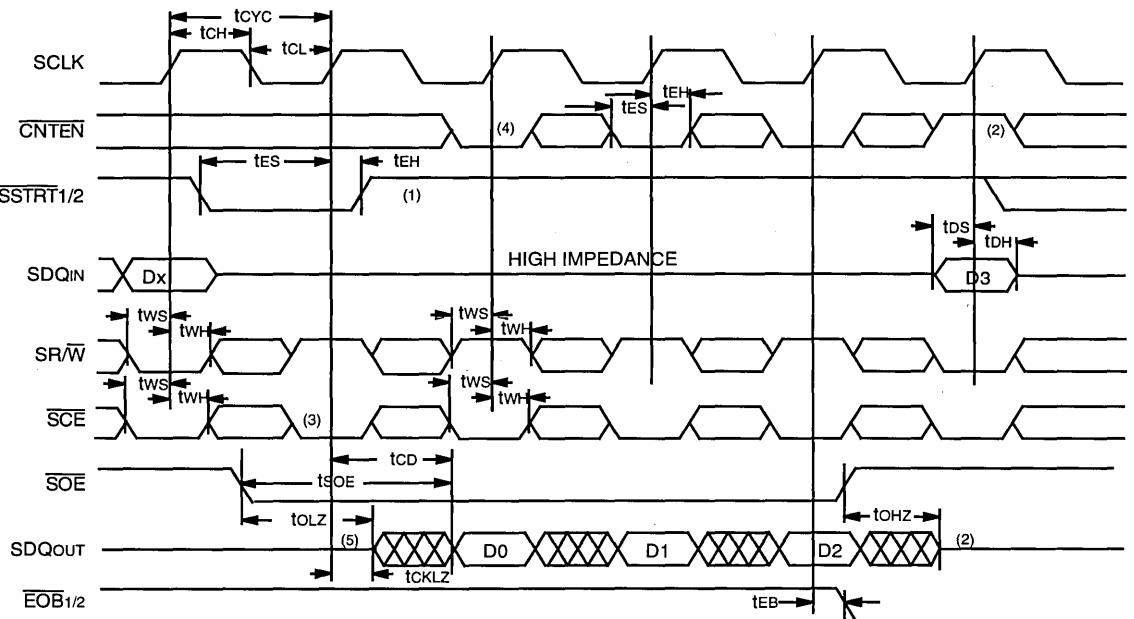 tCYC
tCH
tCL
SCLK
tEH
tES
CNTEN
(4)
(2)
tES
tEH
SSTRT1/2
(1)
tDS
tDH
HIGH IMPEDANCE
SDQIN
Dx
D3
tWS
tWH
tWS
tWH
SR/W
tWS
tWH
tWS
tWH
SCE
(3)
tCD
SOE
tSOE
tOLZ
tOHZ
SDQOUT
(5)
D0
D1
D2
(2)
tCKLZ
EOB1/2
tEB